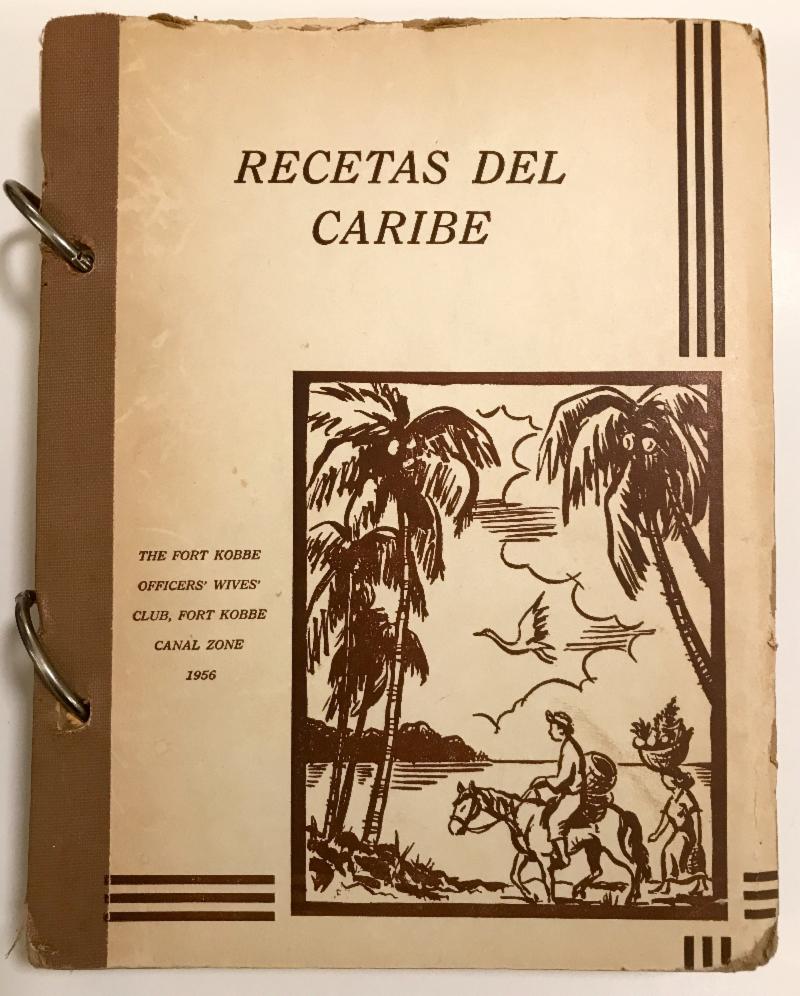 RECETAS DEL
CARIBE
THE FORT KOBBE
OFFICERS' WIVES'
CLUB, FORT KOBBE
CANAL ZONE
1956